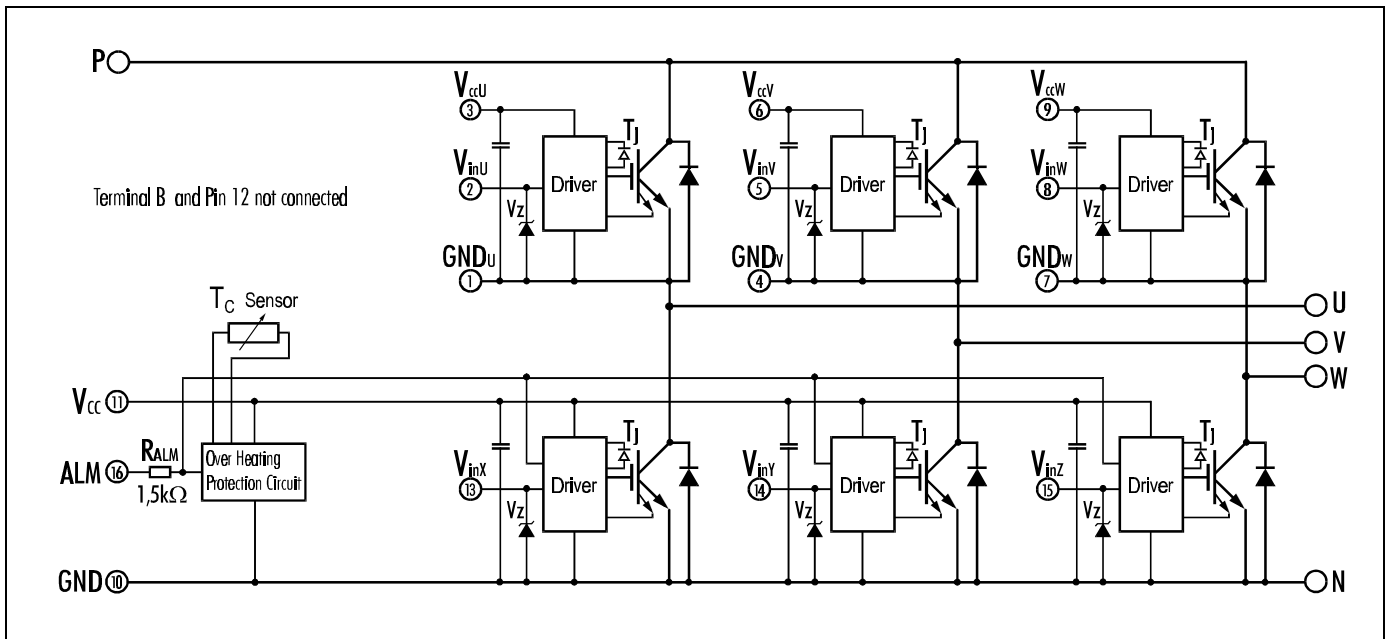 P
VccU
3
VccV
6
VccW
9
Tj
Tj
Tj
VinU
2
Driver
VinV
5
Driver
VinW
8
Driver
Terminal B and Pin 12 not connected
Vz
Vz
Vz
GNDU
1
GNDV
4
GNDW
7
TC Sensor
U
V
W
VCC 11
RALM
ALM 16
1,5kΩ
Over Heating
Protection Circuit
Tj
Tj
Tj
VinX
13
Driver
VinY
14
Driver
VinZ
15
Driver
Vz
Vz
Vz
GND 10
N